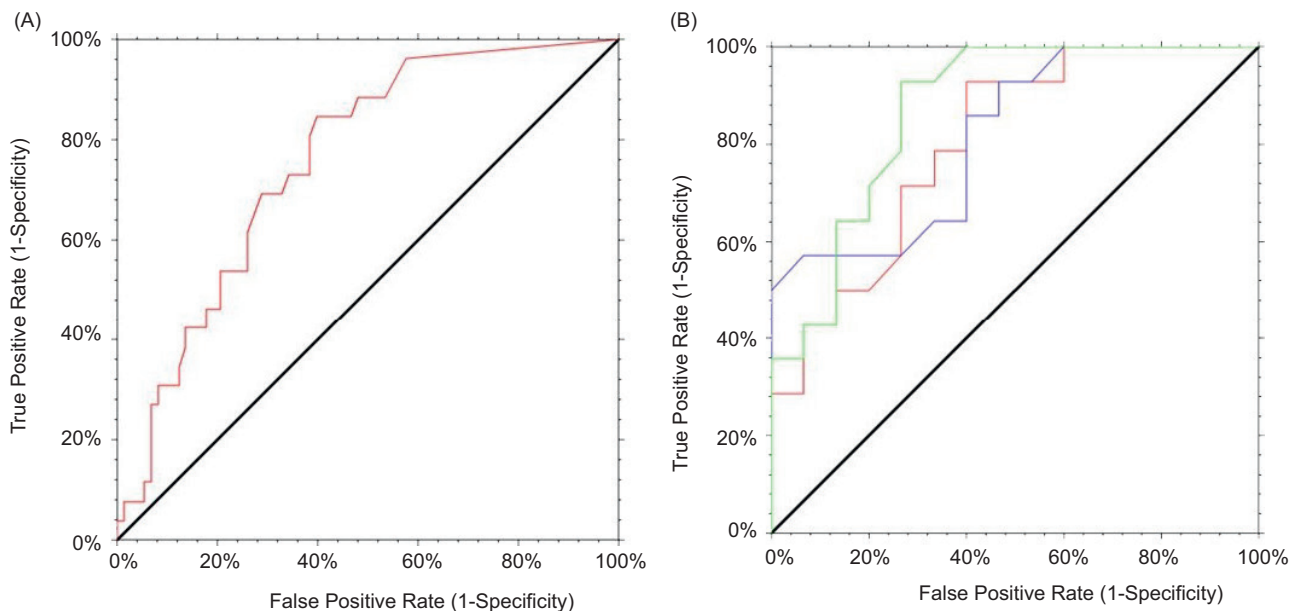 (A)
100%
80%
60%
40%
20%
0%
True Positive Rate (1-Specificity)
0% 20% 40% 60% 80% 100%
False Positive Rate (1-Specificity)
(B)
100%
80%
60%
40%
20%
0%
True Positive Rate (1-Specificity)
0% 20% 40% 60% 80% 100%
False Positive Rate (1-Specificity)